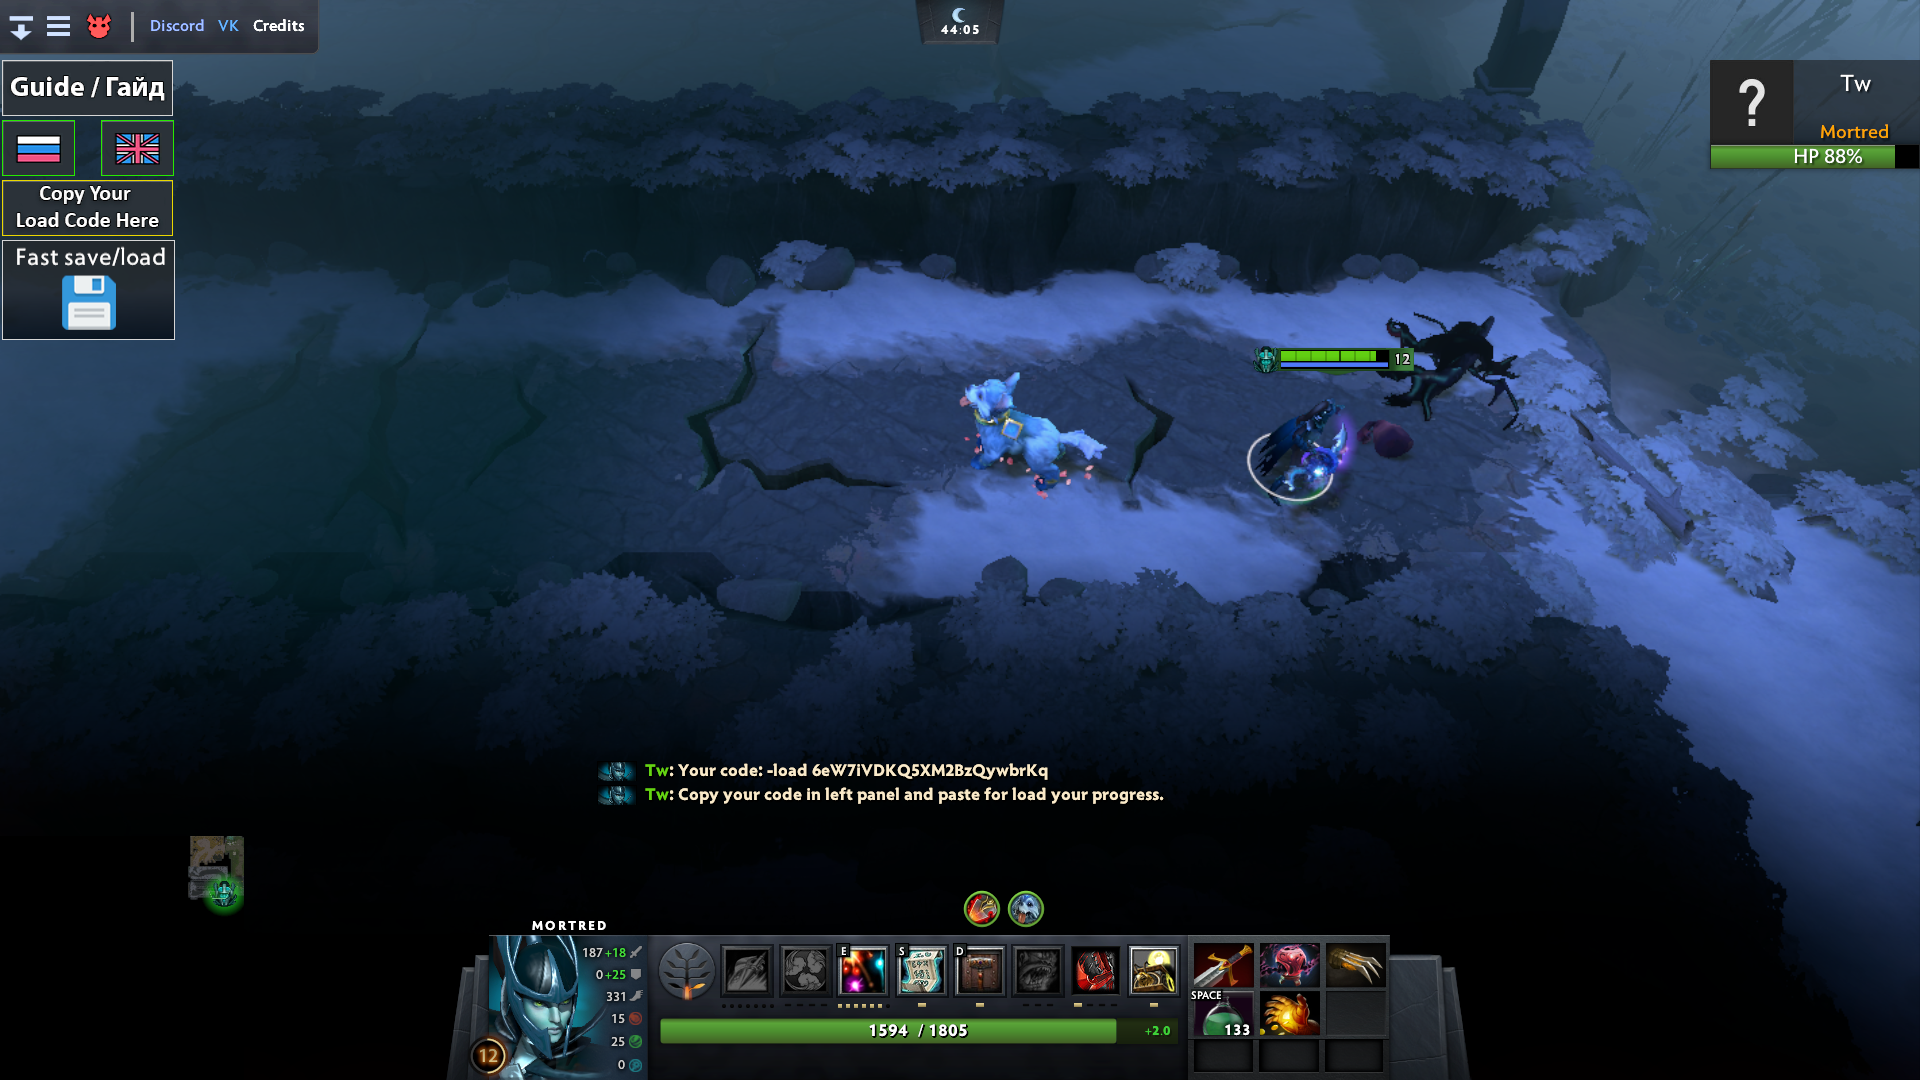 Discord VK Credits
44:05
Guide / Гайд
Copy Your
Load Code Here
Fast save/load
?
Tw
Mortred
HP 88%
12
Tw: Your code: -load 6eW7iVDKQ5XM2BzQywbrKq
Tw: Copy your code in left panel and paste for load your progress.
MORTRED
187 +18
0 +25
331
15
25
0
12
E
S
D
1594 / 1805
+2.0
SPACE
133